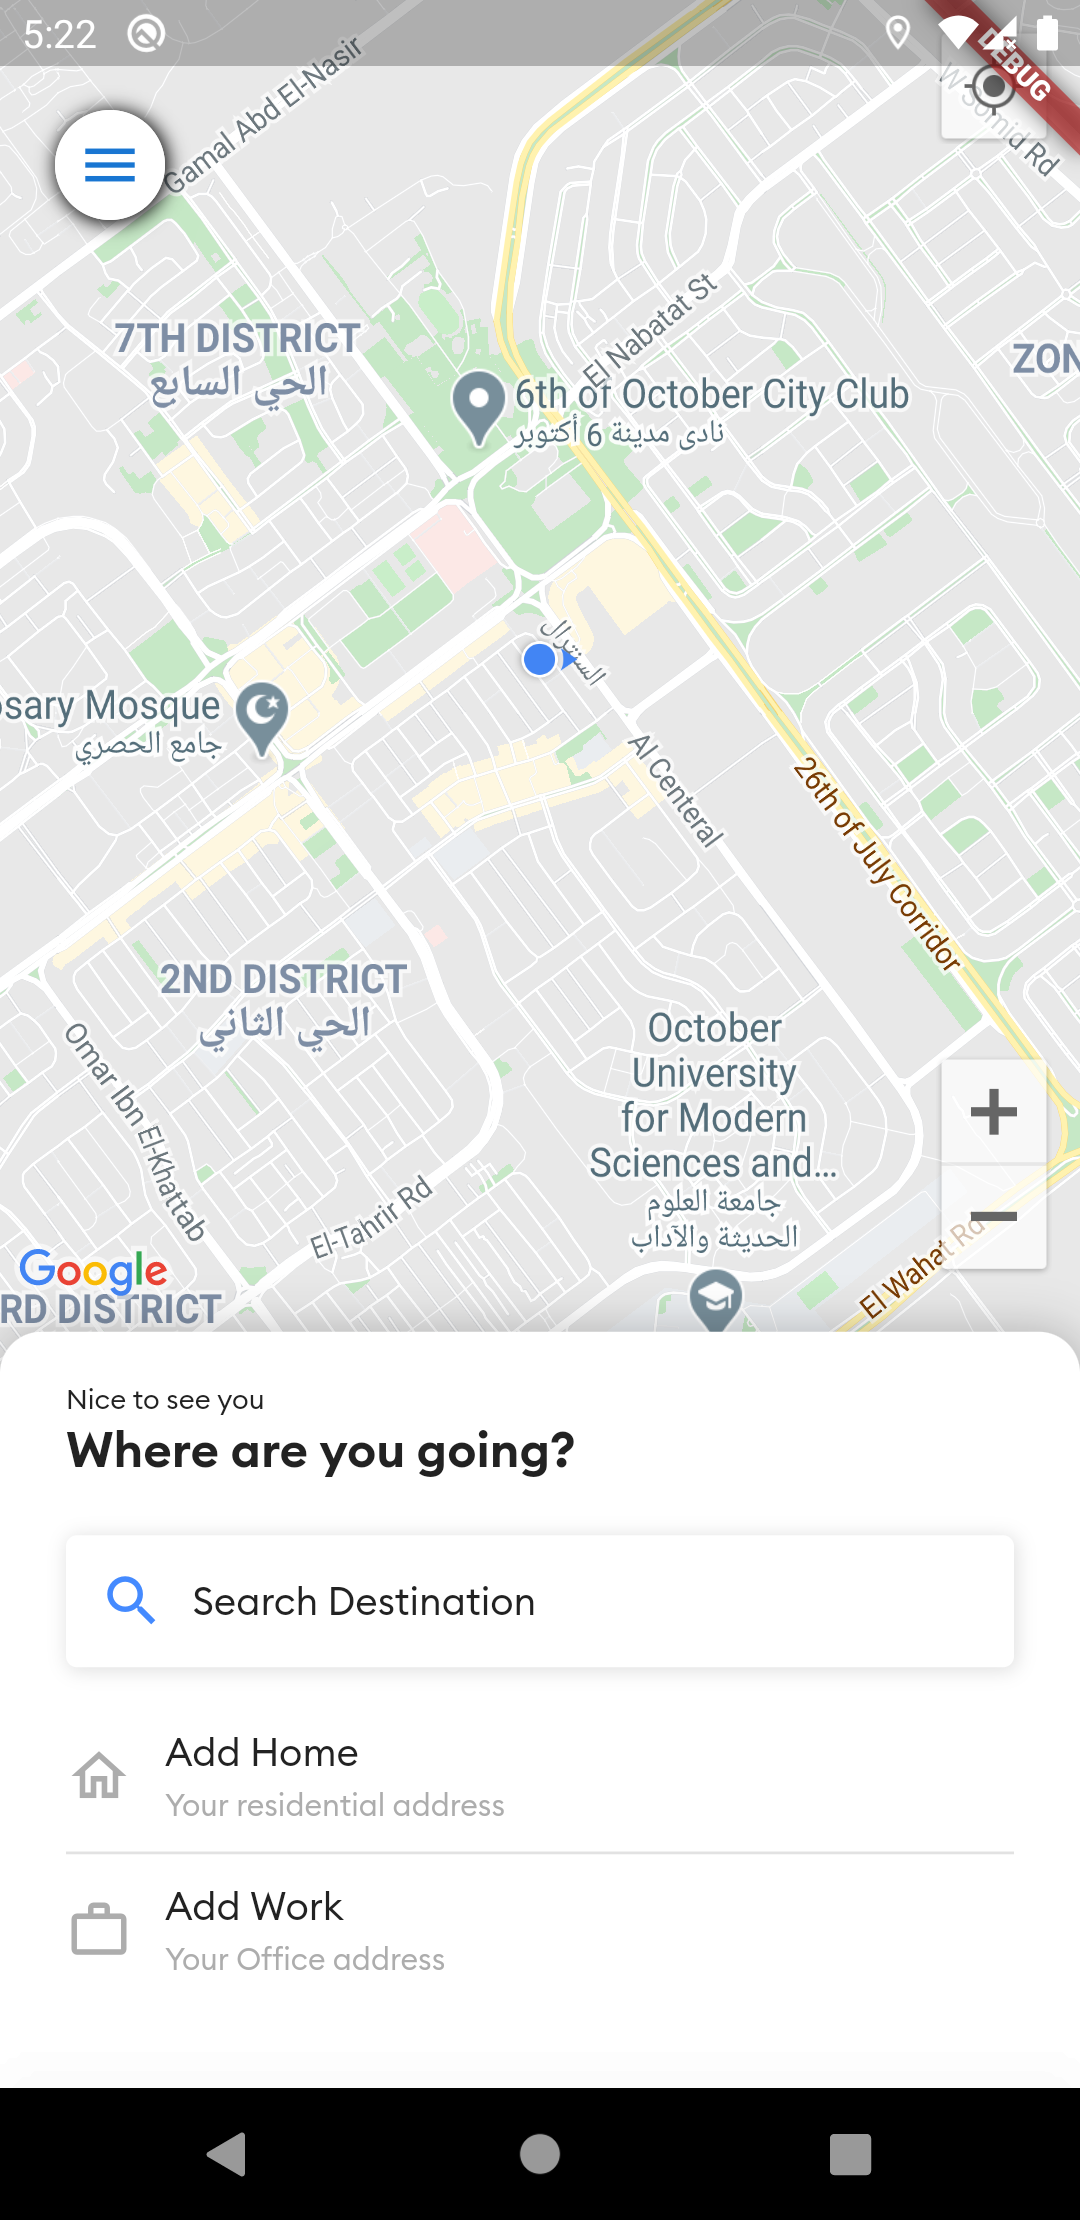 5:22
DEBUG
W Somid Rd
Gamal Abd El-Nasir
El Nabatat St
7TH DISTRICT
الحي السابع
ZON
6th of October City Club
نادى مدينة 6 أكتوبر
السنترال
osary Mosque
جامع الحصري
Al Centeral
26th of July Corridor
2ND DISTRICT
الحي الثاني
October
University
for Modern
Sciences and...
جامعة العلوم
الحديثة والآداب
Omar Ibn El-Khattab
El-Tahrir Rd
El Wahat Rd
Google
RD DISTRICT
Nice to see you
Where are you going?
Search Destination
Add Home
Your residential address
Add Work
Your Office address